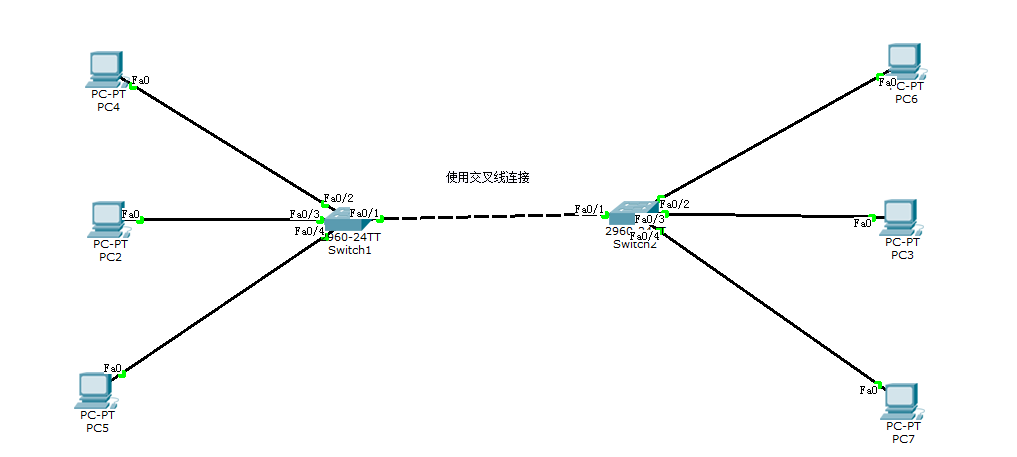 Fa0
PC-PT
PC4
Fa0
PC-PT
PC6
使用交叉线连接
Fa0/2
Fa0/3
Fa0/1
Fa0/4
2960-24TT
Switch1
Fa0
PC-PT
PC2
Fa0/1
Fa0/2
Fa0/3
Fa0/4
Switch2
Fa0
PC-PT
PC3
Fa0
PC-PT
PC5
Fa0
PC-PT
PC7